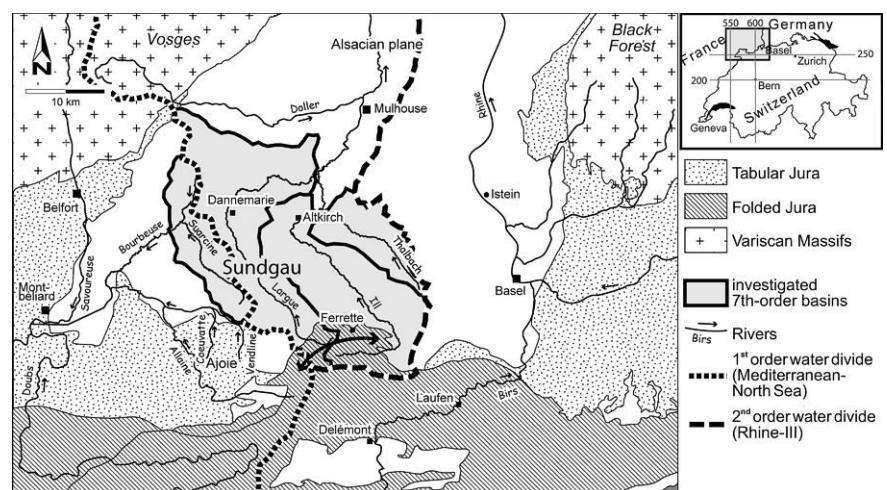 Vosges
Alsacian plane
Black
Forest
N
10 km
Doller
Mulhouse
Rhine
Istein
Belfort
Dannemarie
Altkirch
Bourbeuse
Suarcine
Thalbach
Savoureuse
Sundgau
Basel
Mont-
béliard
Largue
Ill
Ferrette
Coeuvatte
Allaine
Ajoie
Vendline
Doubs
Laufen
Birs
Delémont
550 600 Germany
France
Basel
250
Zurich
200
Bern
Switzerland
Geneva
Tabular Jura
Folded Jura
Variscan Massifs
investigated
7th-order basins
Rivers
Birs
1st order water divide
(Mediterranean-
North Sea)
2nd order water divide
(Rhine-Ill)